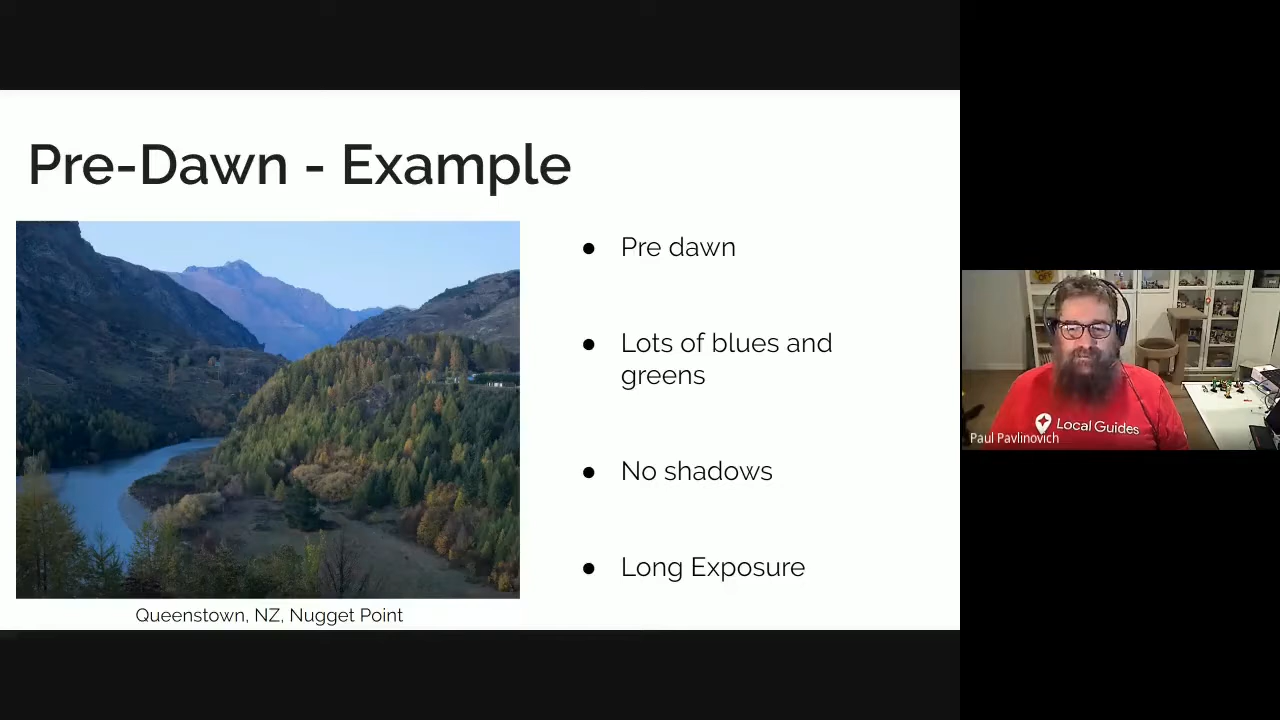 Pre-Dawn - Example
● Pre dawn
● Lots of blues and
greens
● No shadows
● Long Exposure
Queenstown, NZ, Nugget Point
Local Guides
Paul Pavlinovich